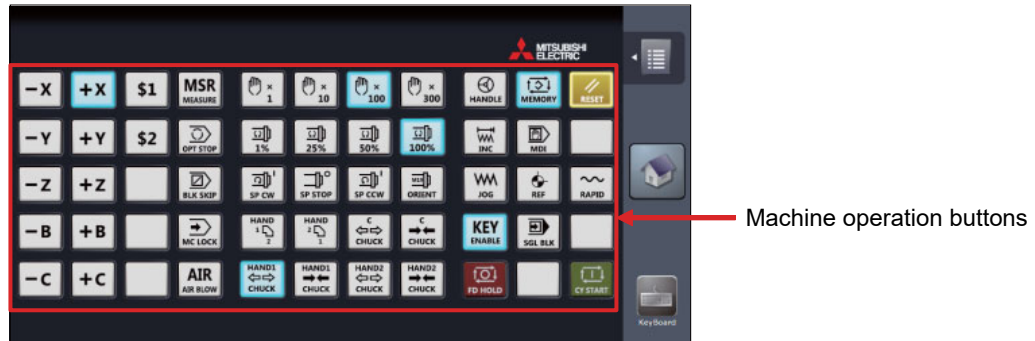 MITSUBISHI
ELECTRIC
-X +X $1 MSR MEASURE × 1 × 10 × 100 × 300 HANDLE MEMORY RESET
-Y +Y $2 OPT STOP 1% 25% 50% 100% INC MDI
-Z +Z BLK SKIP SP CW SP STOP SP CCW ORIENT JOG REF RAPID
Machine operation buttons
-B +B MC LOCK HAND 1 2 HAND 2 1 C CHUCK C CHUCK KEY ENABLE SGL BLK
-C +C AIR AIR BLOW HAND1 CHUCK HAND1 CHUCK HAND2 CHUCK HAND2 CHUCK FD HOLD CY START
KeyBoard